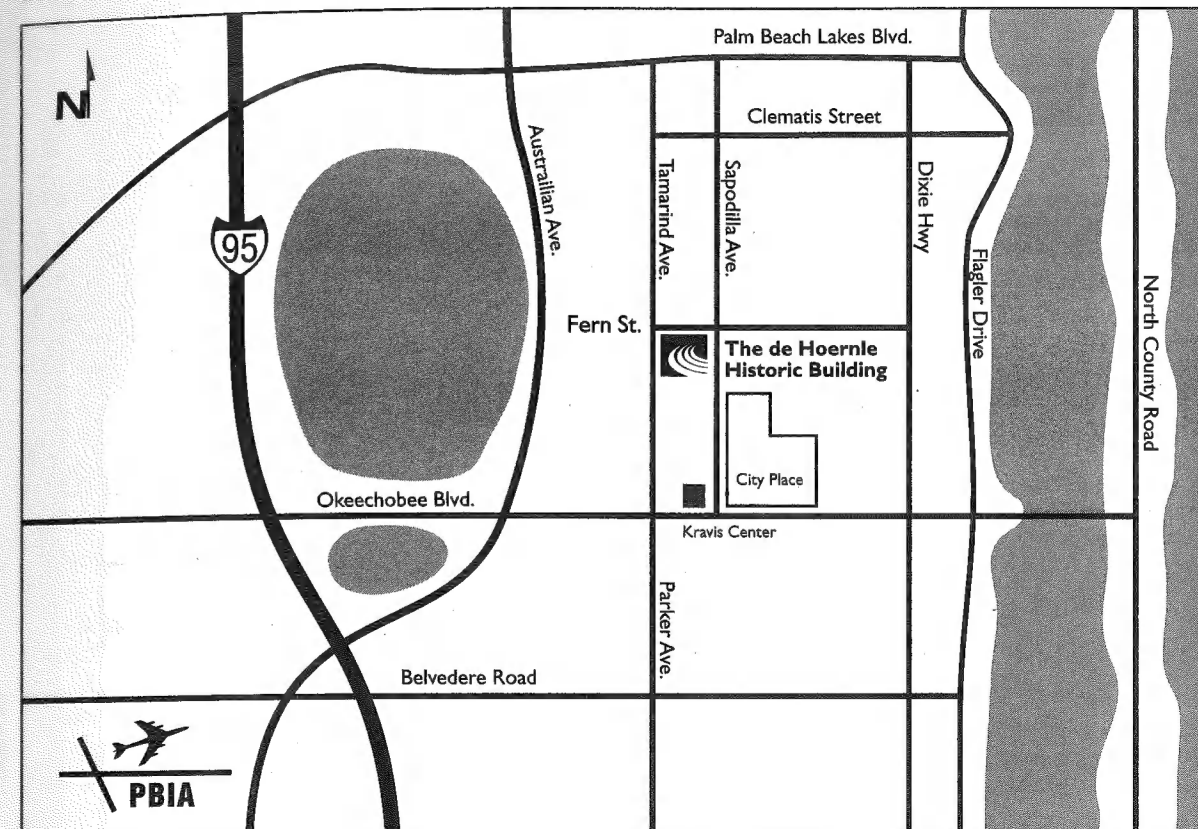 Palm Beach Lakes Blvd.
N
Clematis Street
Austrailian Ave.
Tamarind Ave.
Sapodilla Ave.
Dixie Hwy
95
Flagler Drive
North County Road
Fern St.
The de Hoernle
Historic Building
City Place
Okeechobee Blvd.
Kravis Center
Parker Ave.
Belvedere Road
PBIA